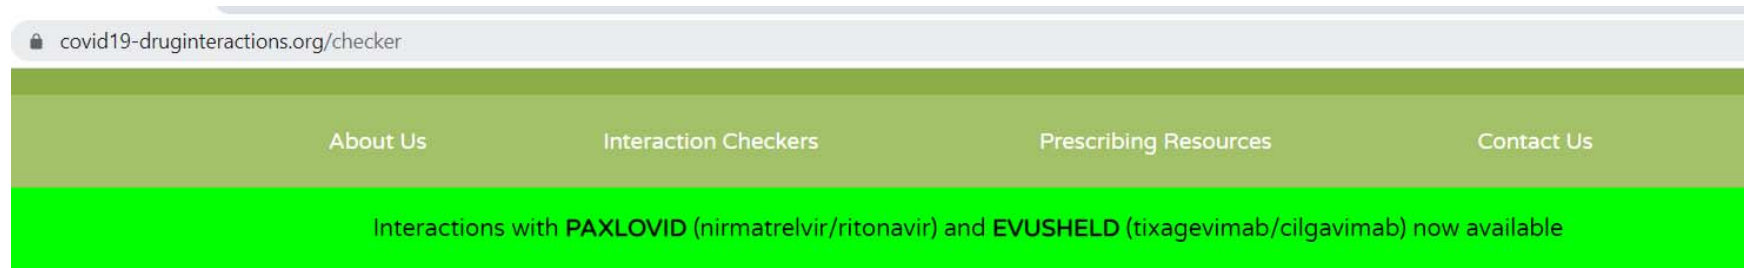 covid19-druginteractions.org/checker
About Us Interaction Checkers Prescribing Resources Contact Us
Interactions with PAXLOVID (nirmatrelvir/ritonavir) and EVUSHELD (tixagevimab/cilgavimab) now available